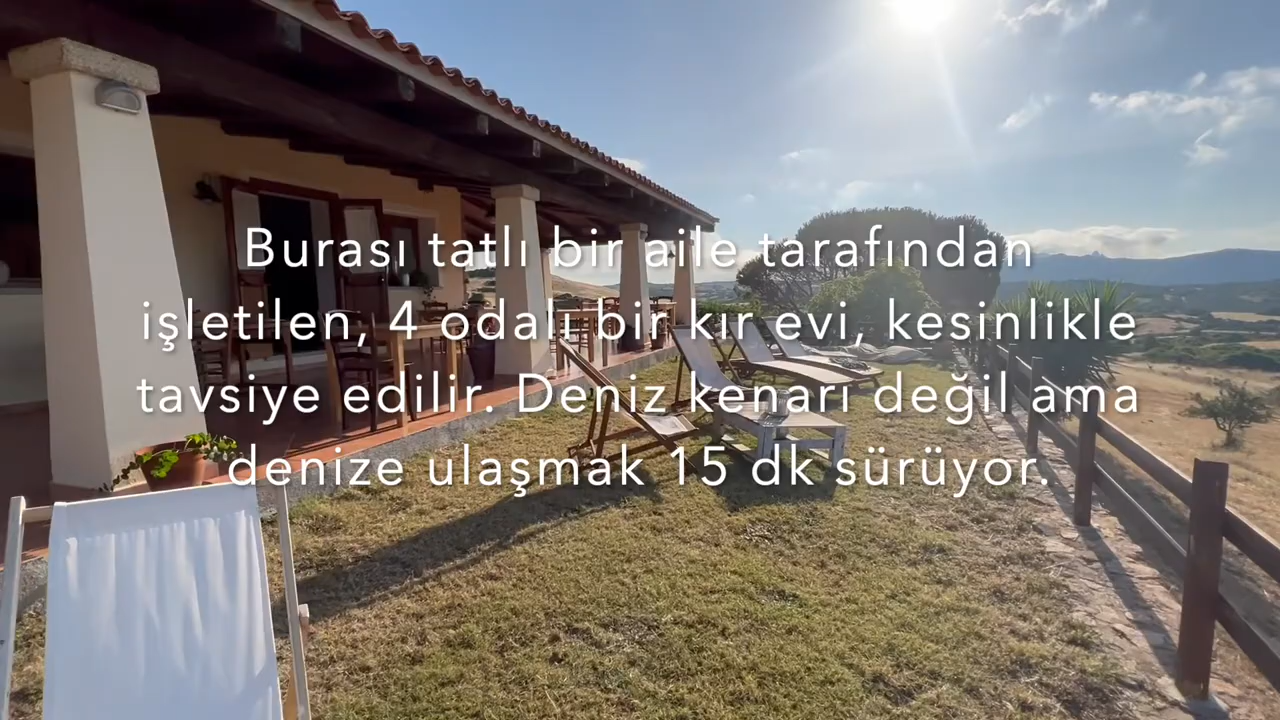 Burası tatlı bir aile tarafından
işletilen, 4 odalı bir kır evi, kesinlikle
tavsiye edilir. Deniz kenarı değil ama
denize ulaşmak 15 dk sürüyor.